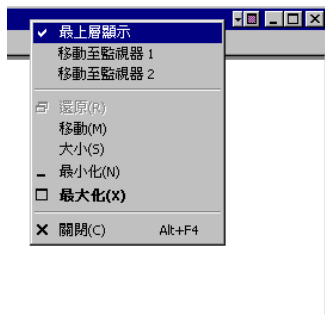 最上層顯示
移動至監視器 1
移動至監視器 2
還原(R)
移動(M)
大小(S)
最小化(N)
最大化(X)
關閉(C) Alt+F4